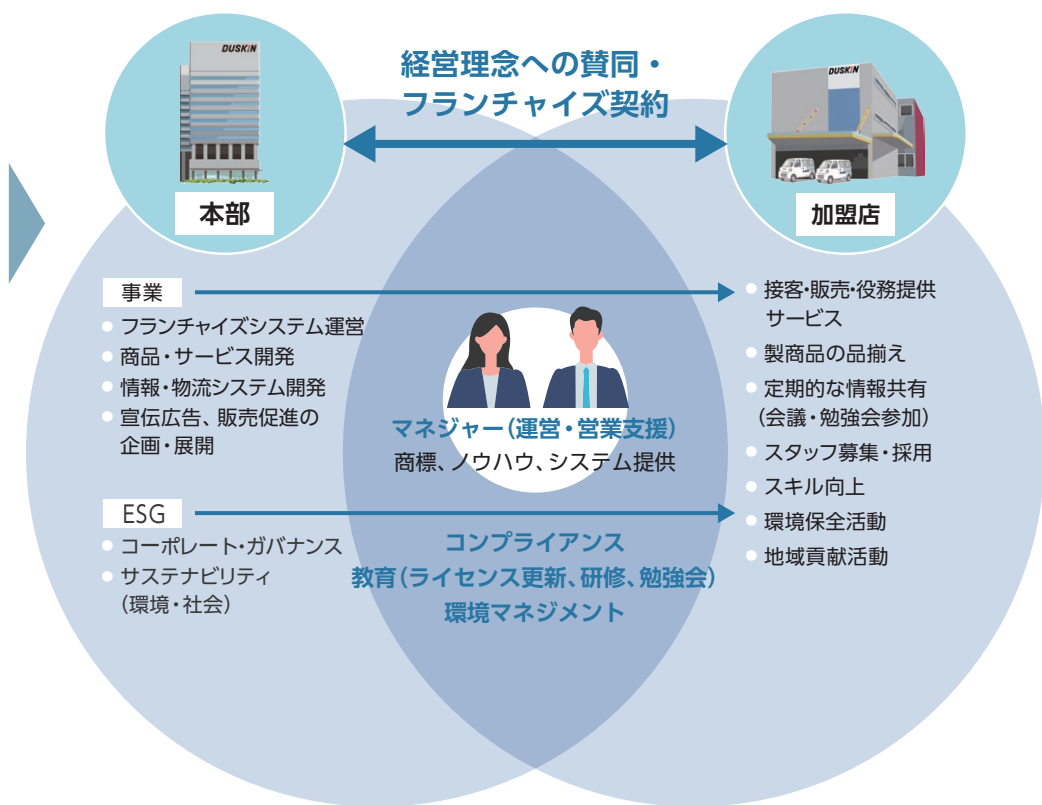 DUSKIN
経営理念への賛同・
フランチャイズ契約
DUSKIN
本部
加盟店
事業
・フランチャイズシステム運営
・商品・サービス開発
・情報・物流システム開発
・宣伝広告、販売促進の
企画・展開
マネジャー(運営・営業支援)
商標、ノウハウ、システム提供
ESG
・コーポレート・ガバナンス
・サステナビリティ
(環境・社会)
コンプライアンス
教育(ライセンス更新、研修、勉強会)
環境マネジメント
・接客・販売・役務提供
サービス
・製商品の品揃え
・定期的な情報共有
(会議・勉強会参加)
・スタッフ募集・採用
・スキル向上
・環境保全活動
・地域貢献活動